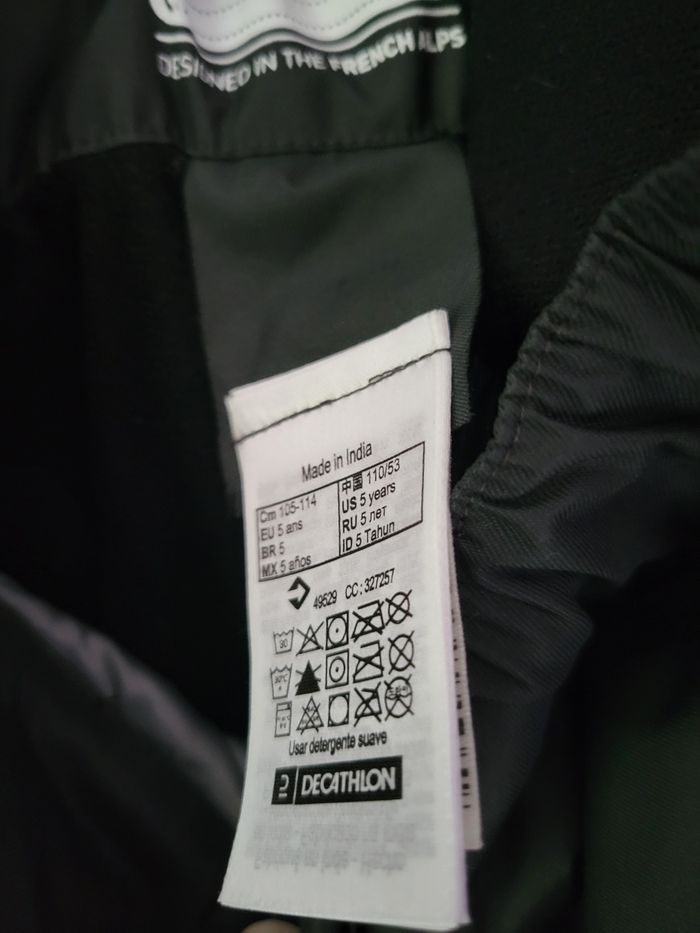 DESIGNED IN THE FRENCH ALPS
Made in India
Cm 105-114
EU 5 ans
BR 5
MX 5 años
中国 110/53
US 5 years
RU 5 лет
ID 5 Tahun
49529 CC: 327257
30
30°C
Usar detergente suave
DECATHLON